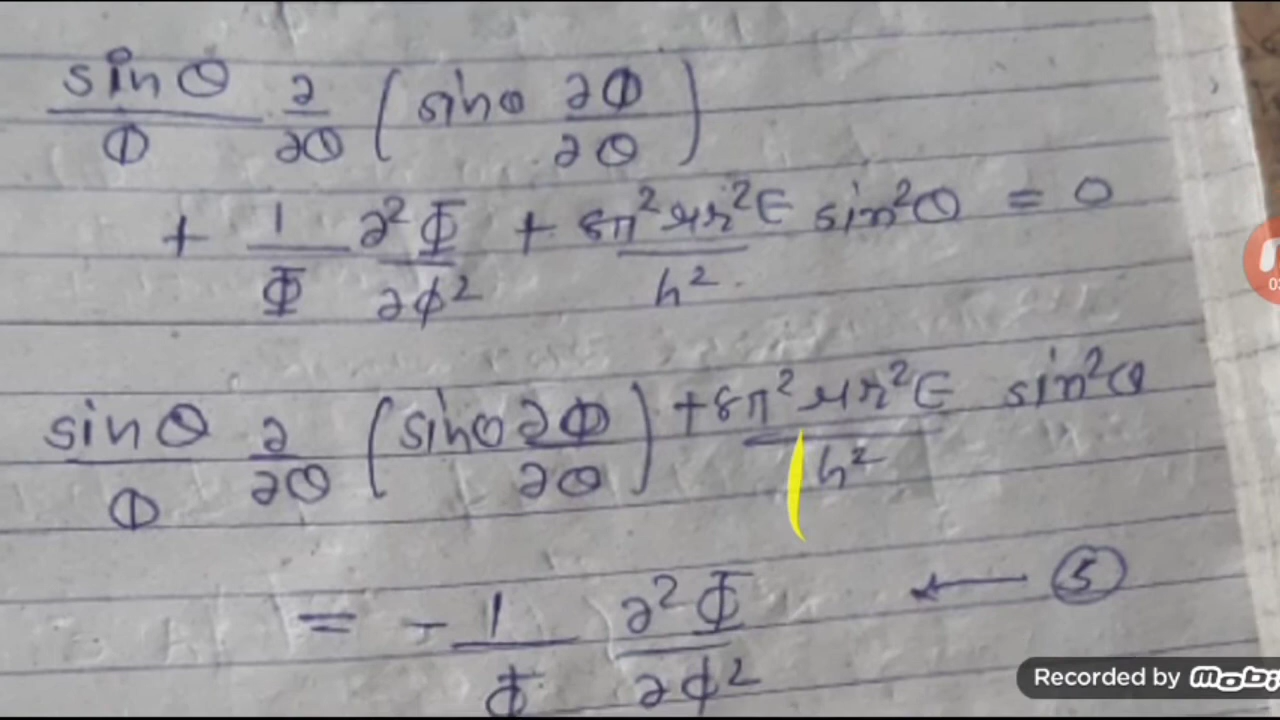 sinθ/Φ ∂/∂θ (sinθ ∂Φ/∂θ)
+ 1/Φ ∂²Φ/∂ϕ² + 8π²μr²E/h² sin²θ = 0
sinθ/Φ ∂/∂θ (sinθ ∂Φ/∂θ) + 8π²μr²E/h² sin²θ
= - 1/Φ ∂²Φ/∂ϕ² ← ⑤
Recorded by